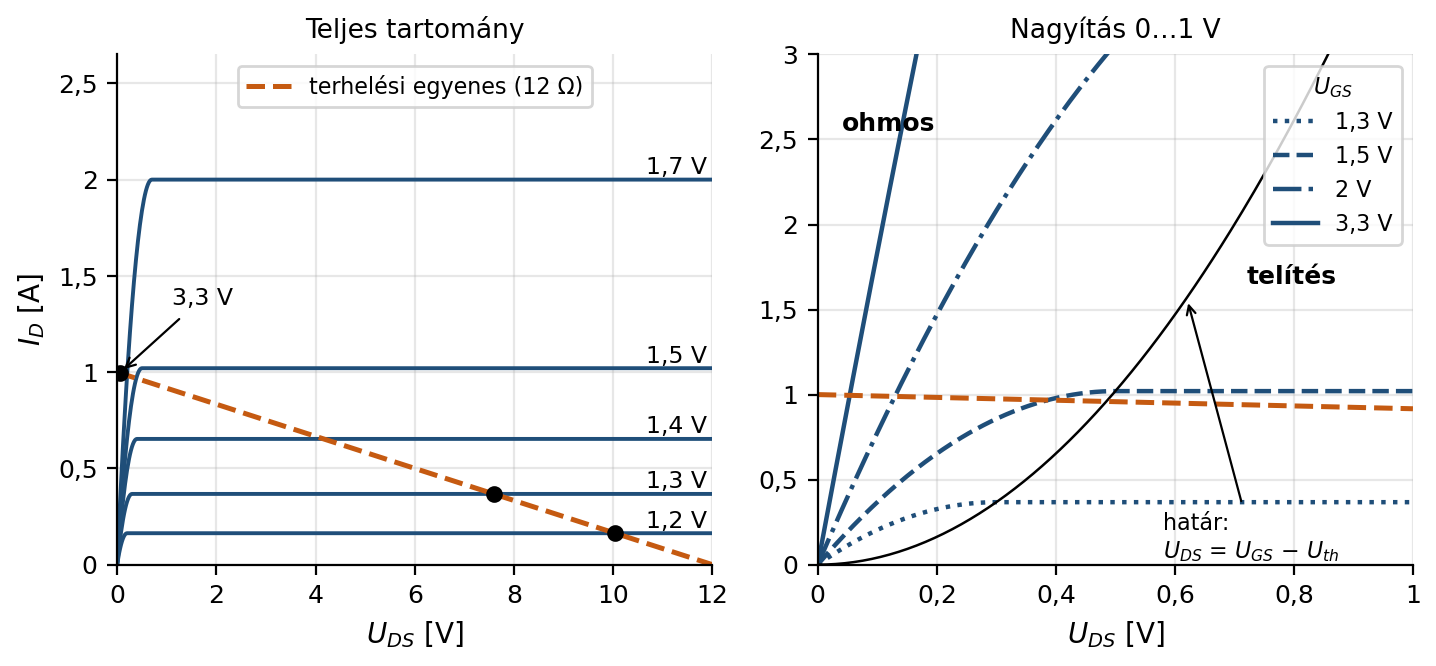 Teljes tartomány
terhelési egyenes (12 Ω)
2,5
2
1,5
1
0,5
0
I_D [A]
1,7 V
3,3 V
1,5 V
1,4 V
1,3 V
1,2 V
0 2 4 6 8 10 12
U_DS [V]
Nagyítás 0…1 V
3
2,5
2
1,5
1
0,5
0
ohmos
U_GS
1,3 V
1,5 V
2 V
3,3 V
telítés
határ:
U_DS = U_GS − U_th
0 0,2 0,4 0,6 0,8 1
U_DS [V]